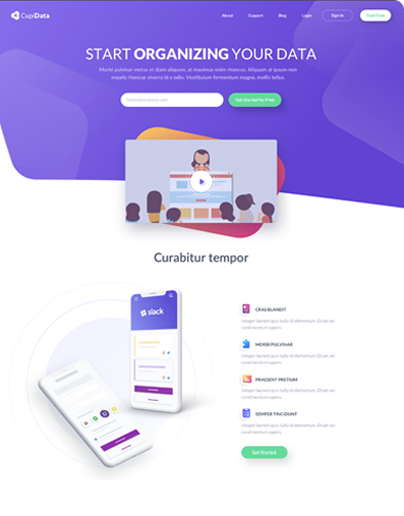 CupiData
About Support Blog Login Sign In Start Free
START ORGANIZING YOUR DATA
Morbi pulvinar metus et diam aliquam, at maximus enim rhoncus. Aliquam et ipsum non
mauris rhoncus viverra id a odio. Vestibulum fermentum magna, mollis tellus.
Get Started for Free
Curabitur tempor
slack
CRAS BLANDIT
Integer laoreet quis nulla id elementum. Etiam vel
condimentum sapien.
MORBI PULVINAR
Integer laoreet quis nulla id elementum. Etiam vel
condimentum sapien.
PRAESENT PRETIUM
Integer laoreet quis nulla id elementum. Etiam vel
condimentum sapien.
SEMPER TINCIDUNT
Integer laoreet quis nulla id elementum. Etiam vel
condimentum sapien.
Get Started